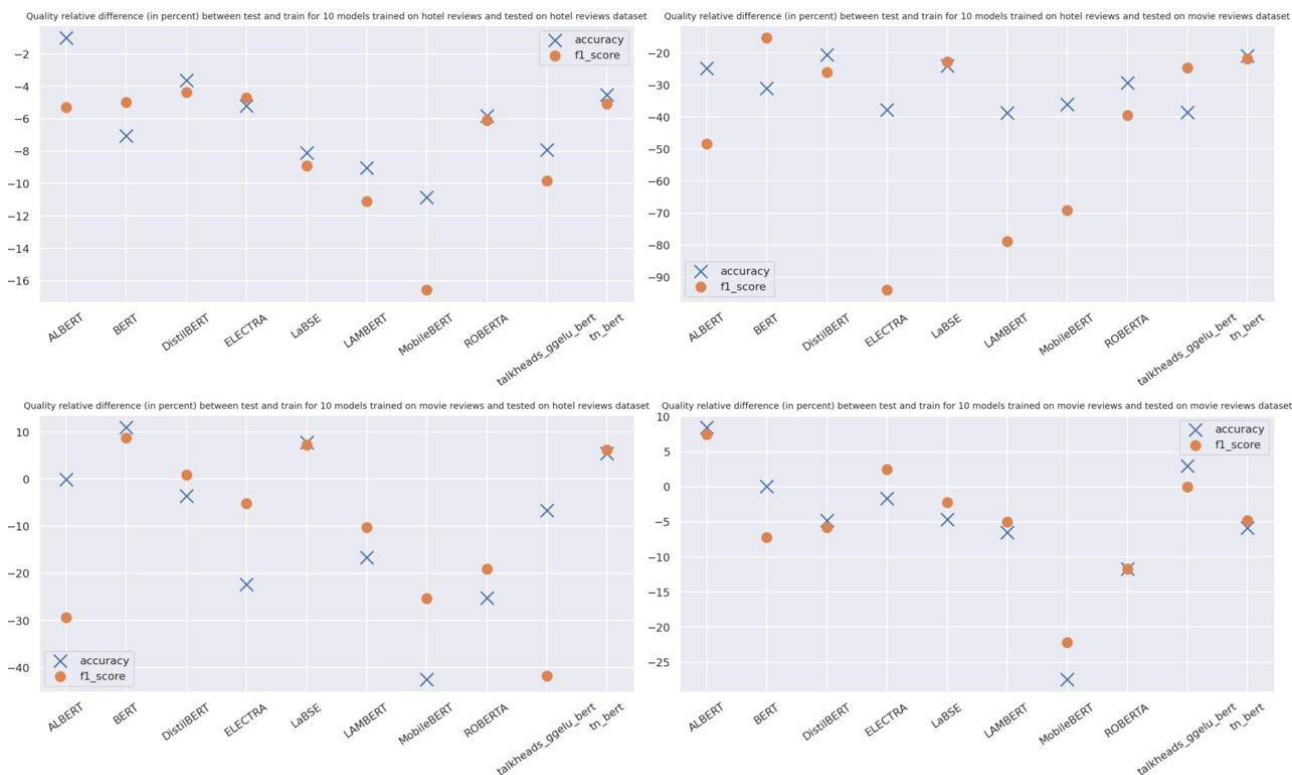 Quality relative difference (in percent) between test and train for 10 models trained on hotel reviews and tested on hotel reviews dataset
accuracy
f1_score
−2
−4
−6
−8
−10
−12
−14
−16
ALBERT
BERT
DistilBERT
ELECTRA
LaBSE
LAMBERT
MobileBERT
ROBERTA
talkheads_ggelu_bert
tn_bert
Quality relative difference (in percent) between test and train for 10 models trained on hotel reviews and tested on movie reviews dataset
−20
−30
−40
−50
−60
−70
−80
−90
accuracy
f1_score
ALBERT
BERT
DistilBERT
ELECTRA
LaBSE
LAMBERT
MobileBERT
ROBERTA
talkheads_ggelu_bert
tn_bert
Quality relative difference (in percent) between test and train for 10 models trained on movie reviews and tested on hotel reviews dataset
10
0
−10
−20
−30
−40
accuracy
f1_score
ALBERT
BERT
DistilBERT
ELECTRA
LaBSE
LAMBERT
MobileBERT
ROBERTA
talkheads_ggelu_bert
tn_bert
Quality relative difference (in percent) between test and train for 10 models trained on movie reviews and tested on movie reviews dataset
accuracy
f1_score
10
5
0
−5
−10
−15
−20
−25
ALBERT
BERT
DistilBERT
ELECTRA
LaBSE
LAMBERT
MobileBERT
ROBERTA
talkheads_ggelu_bert
tn_bert